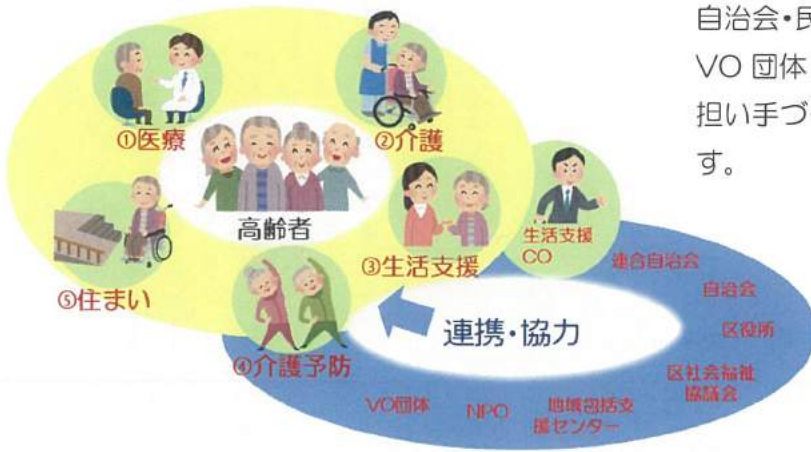 自治会・民
VO 団体
担い手づ
す。
①医療
②介護
高齢者
③生活支援
生活支援
CO
⑤住まい
④介護予防
連携・協力
連合自治会
自治会
区役所
区社会福祉
協議会
地域包括支
援センター
NPO
VO団体